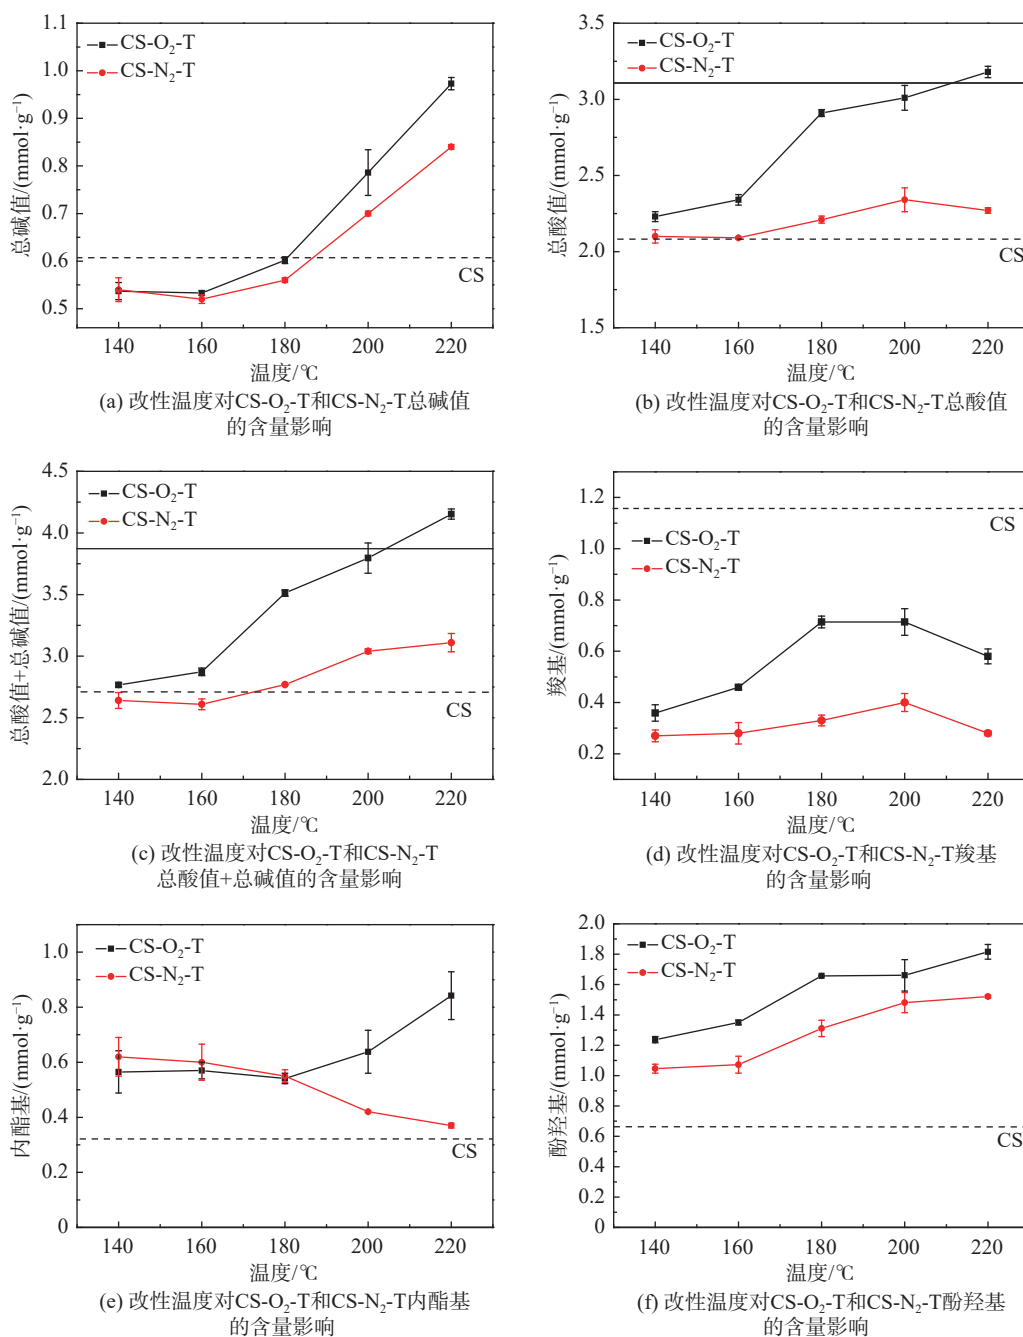 1.1
1.0
0.9
0.8
0.7
0.6
0.5
总碱值/(mmol·g⁻¹)
CS-O₂-T
CS-N₂-T
CS
140 160 180 200 220
温度/℃
(a) 改性温度对CS-O₂-T和CS-N₂-T总碱值
的含量影响
3.5
3.0
2.5
2.0
1.5
总酸值/(mmol·g⁻¹)
CS-O₂-T
CS-N₂-T
CS
140 160 180 200 220
温度/℃
(b) 改性温度对CS-O₂-T和CS-N₂-T总酸值
的含量影响
4.5
4.0
3.5
3.0
2.5
2.0
总酸值+总碱值/(mmol·g⁻¹)
CS-O₂-T
CS-N₂-T
CS
140 160 180 200 220
温度/℃
(c) 改性温度对CS-O₂-T和CS-N₂-T
总酸值+总碱值的含量影响
1.2
1.0
0.8
0.6
0.4
0.2
羧基/(mmol·g⁻¹)
CS
CS-O₂-T
CS-N₂-T
140 160 180 200 220
温度/℃
(d) 改性温度对CS-O₂-T和CS-N₂-T羧基
的含量影响
1.0
0.8
0.6
0.4
0.2
0
内酯基/(mmol·g⁻¹)
CS-O₂-T
CS-N₂-T
CS
140 160 180 200 220
温度/℃
(e) 改性温度对CS-O₂-T和CS-N₂-T内酯基
的含量影响
2.0
1.8
1.6
1.4
1.2
1.0
0.8
0.6
0.4
0.2
0
酚羟基/(mmol·g⁻¹)
CS-O₂-T
CS-N₂-T
CS
140 160 180 200 220
温度/℃
(f) 改性温度对CS-O₂-T和CS-N₂-T酚羟基
的含量影响